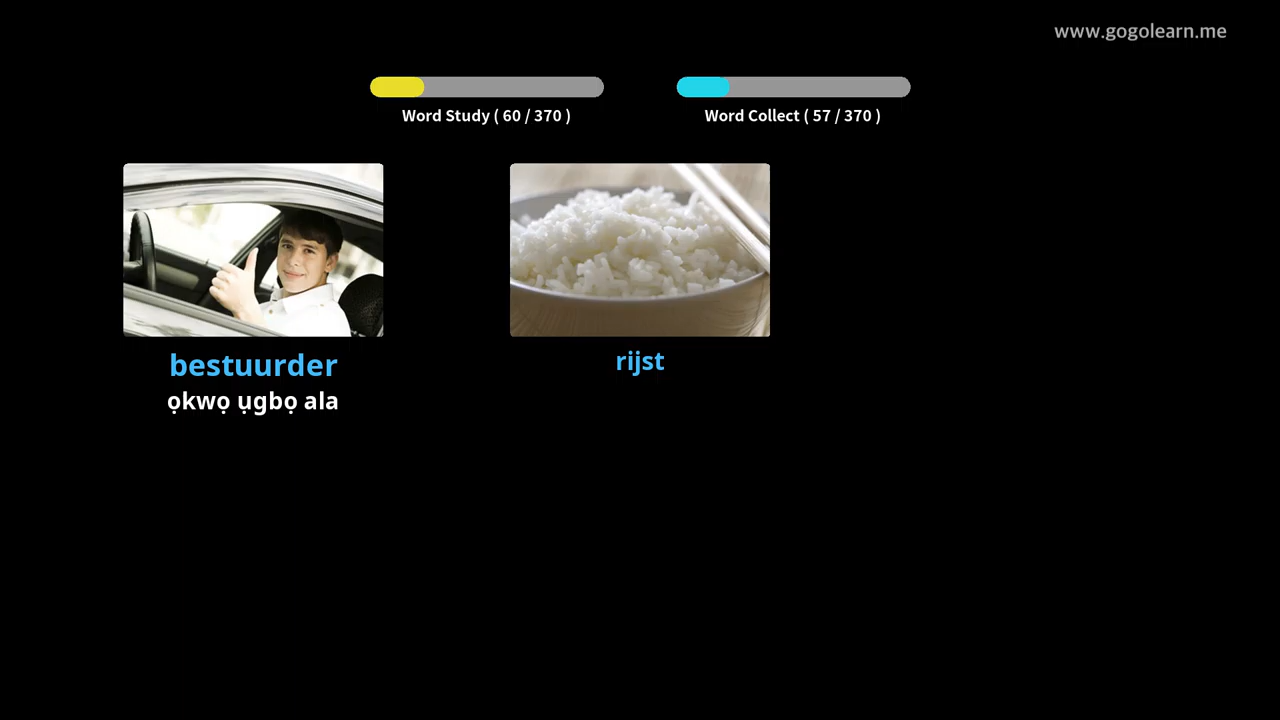 www.gogolearn.me
Word Study ( 60 / 370 )
Word Collect ( 57 / 370 )
bestuurder
ọkwọ ụgbọ ala
rijst